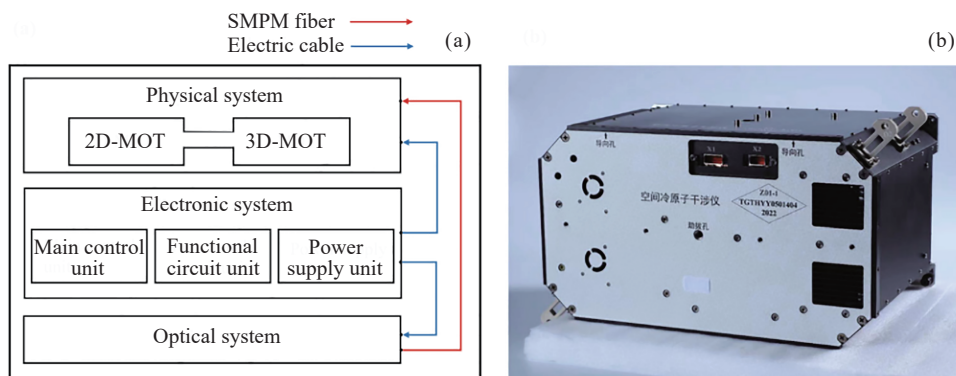 SMPM fiber
Electric cable
(a)
Physical system
2D-MOT
3D-MOT
Electronic system
Main control
unit
Functional
circuit unit
Power
supply unit
Optical system
(b)
导向孔
X1
X2
导向孔
空间冷原子干涉仪
Z01-1
TGTHYY0501404
2022
助拔孔